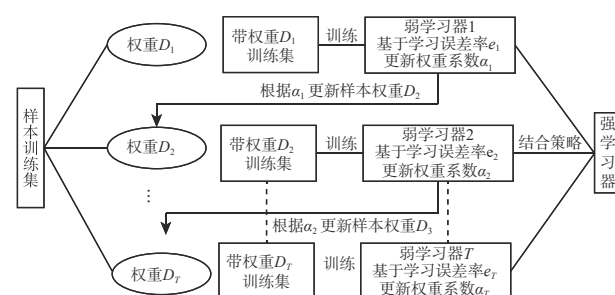 样本训练集
权重D₁
带权重D₁
训练集
训练
弱学习器1
基于学习误差率e₁
更新权重系数α₁
根据α₁ 更新样本权重D₂
权重D₂
带权重D₂
训练集
训练
弱学习器2
基于学习误差率e₂
更新权重系数α₂
结合策略
强学习器
⋮
根据α₂ 更新样本权重D₃
权重D_T
带权重D_T
训练集
训练
弱学习器T
基于学习误差率e_T
更新权重系数α_T